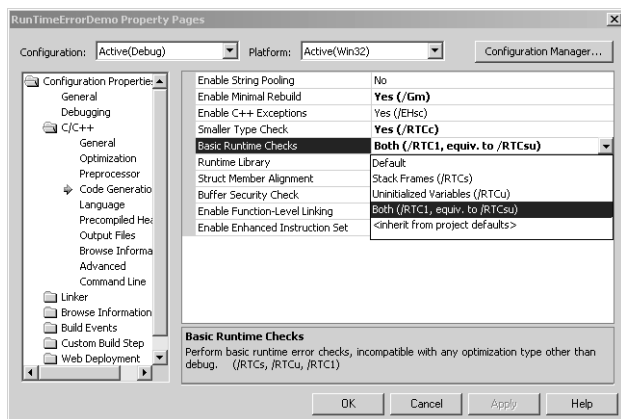 RunTimeErrorDemo Property Pages
Configuration: Active(Debug) Platform: Active(Win32) Configuration Manager...
Configuration Properties
General
Debugging
C/C++
General
Optimization
Preprocessor
Code Generatio
Language
Precompiled Hea
Output Files
Browse Informa
Advanced
Command Line
Linker
Browse Information
Build Events
Custom Build Step
Web Deployment
Enable String Pooling No
Enable Minimal Rebuild Yes (/Gm)
Enable C++ Exceptions Yes (/EHsc)
Smaller Type Check Yes (/RTCc)
Basic Runtime Checks Both (/RTC1, equiv. to /RTCsu)
Runtime Library Default
Struct Member Alignment Stack Frames (/RTCs)
Buffer Security Check Uninitialized Variables (/RTCu)
Enable Function-Level Linking Both (/RTC1, equiv. to /RTCsu)
Enable Enhanced Instruction Set <inherit from project defaults>
Basic Runtime Checks
Perform basic runtime error checks, incompatible with any optimization type other than
debug. (/RTCs, /RTCu, /RTC1)
OK Cancel Apply Help